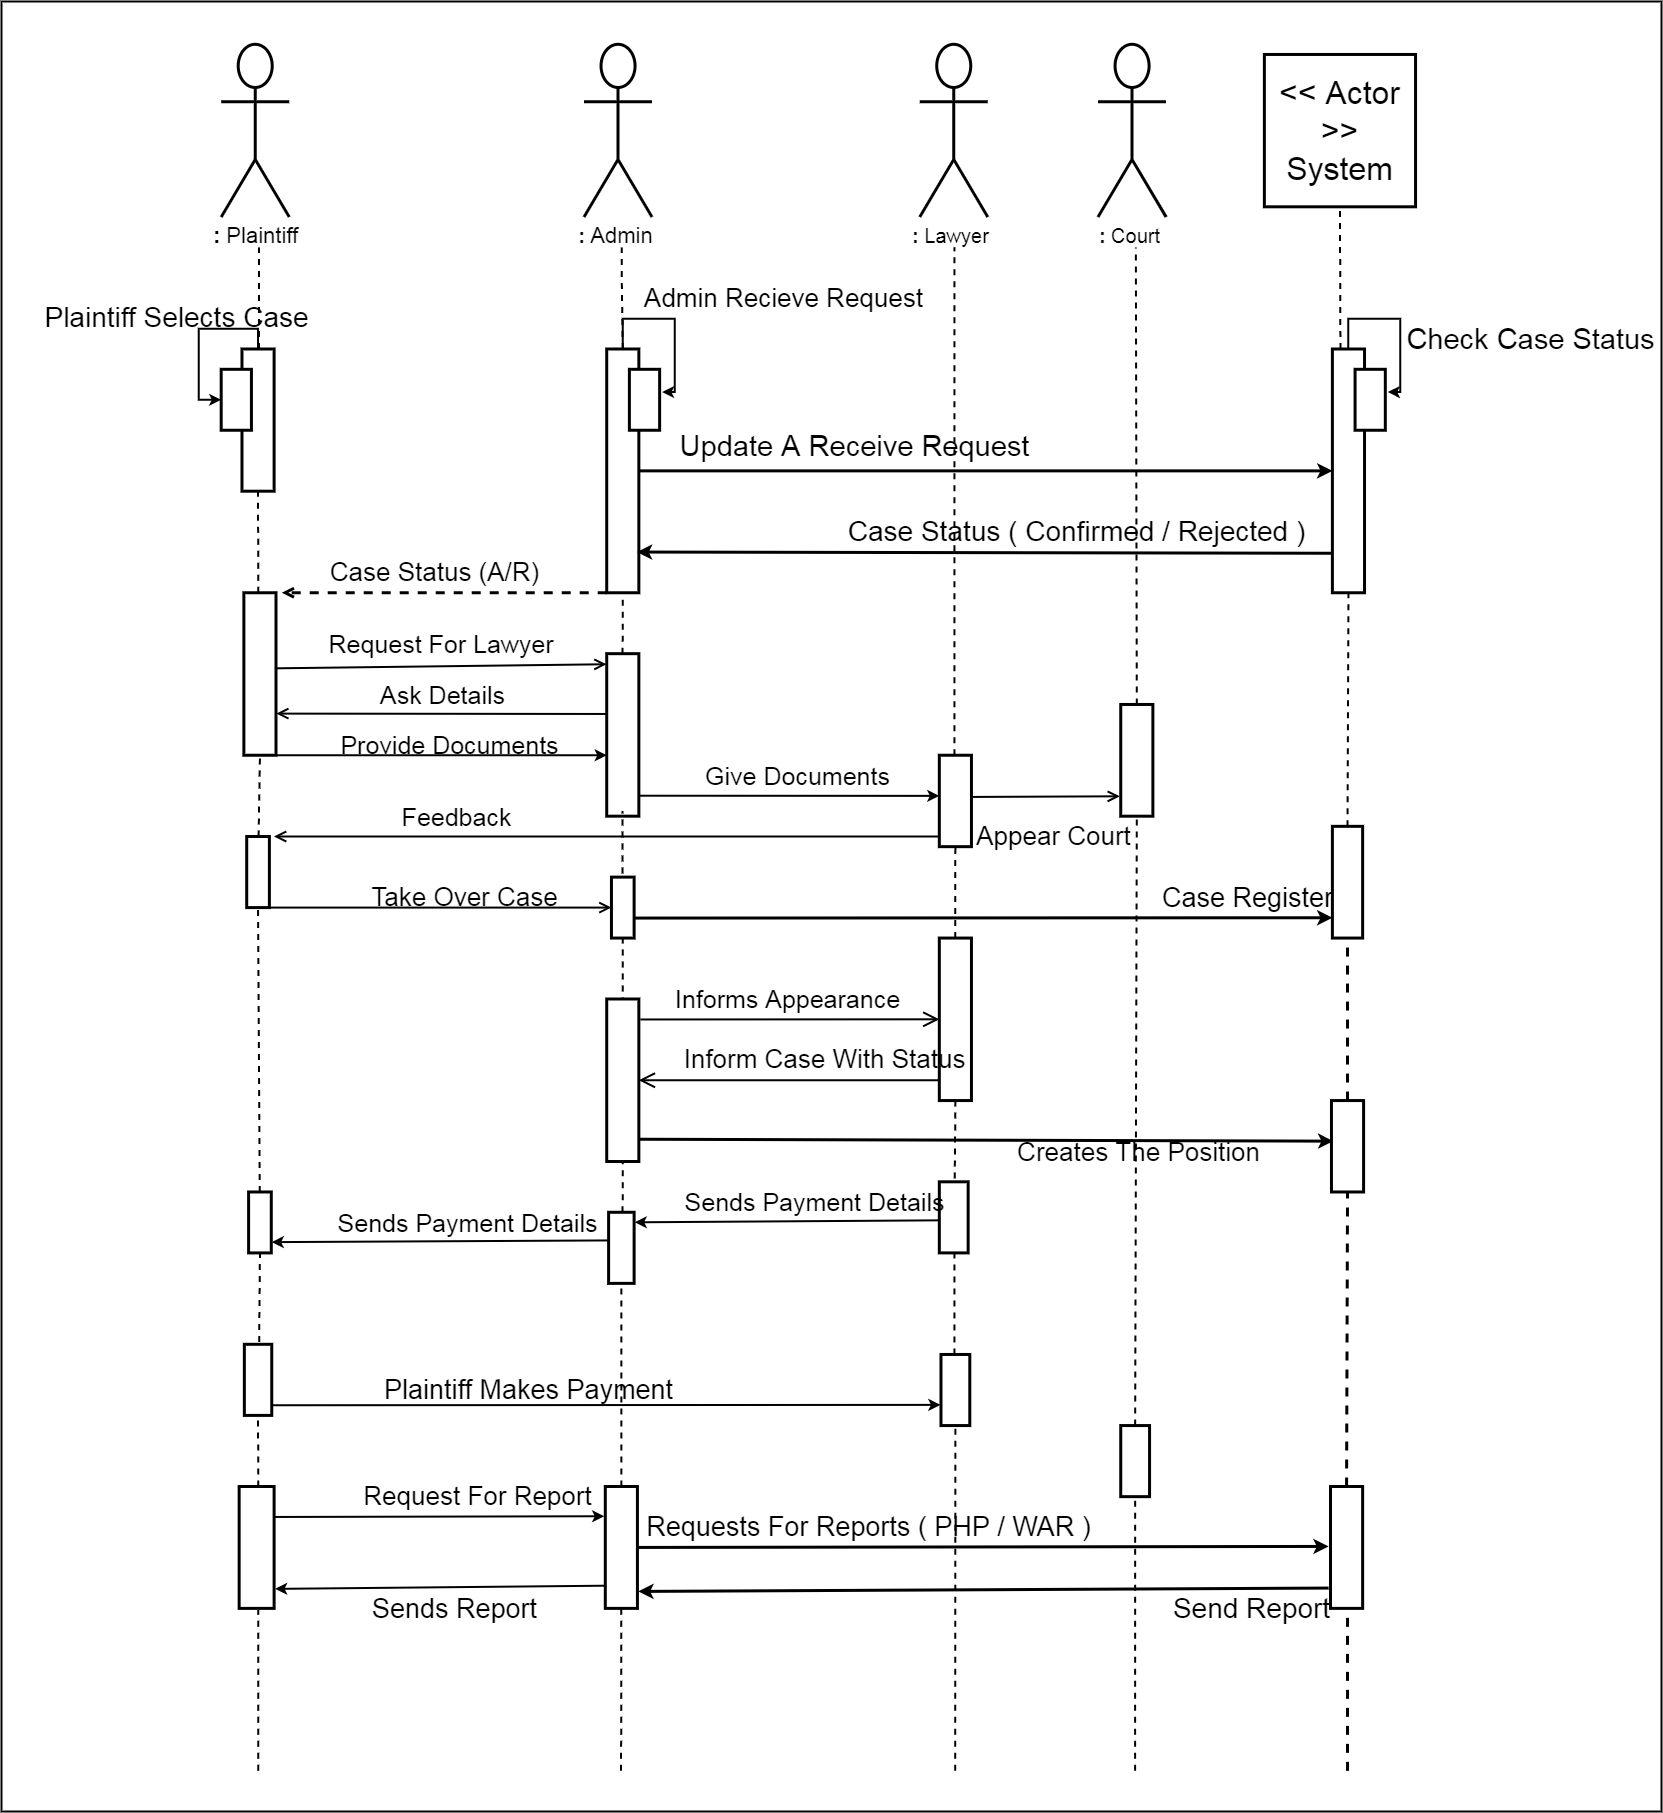 << Actor
>>
System
: Plaintiff
: Admin
: Lawyer
: Court
Admin Recieve Request
Plaintiff Selects Case
Check Case Status
Update A Receive Request
Case Status ( Confirmed / Rejected )
Case Status (A/R)
Request For Lawyer
Ask Details
Provide Documents
Give Documents
Feedback
Appear Court
Take Over Case
Case Register
Informs Appearance
Inform Case With Status
Creates The Position
Sends Payment Details
Sends Payment Details
Plaintiff Makes Payment
Request For Report
Requests For Reports ( PHP / WAR )
Sends Report
Send Report